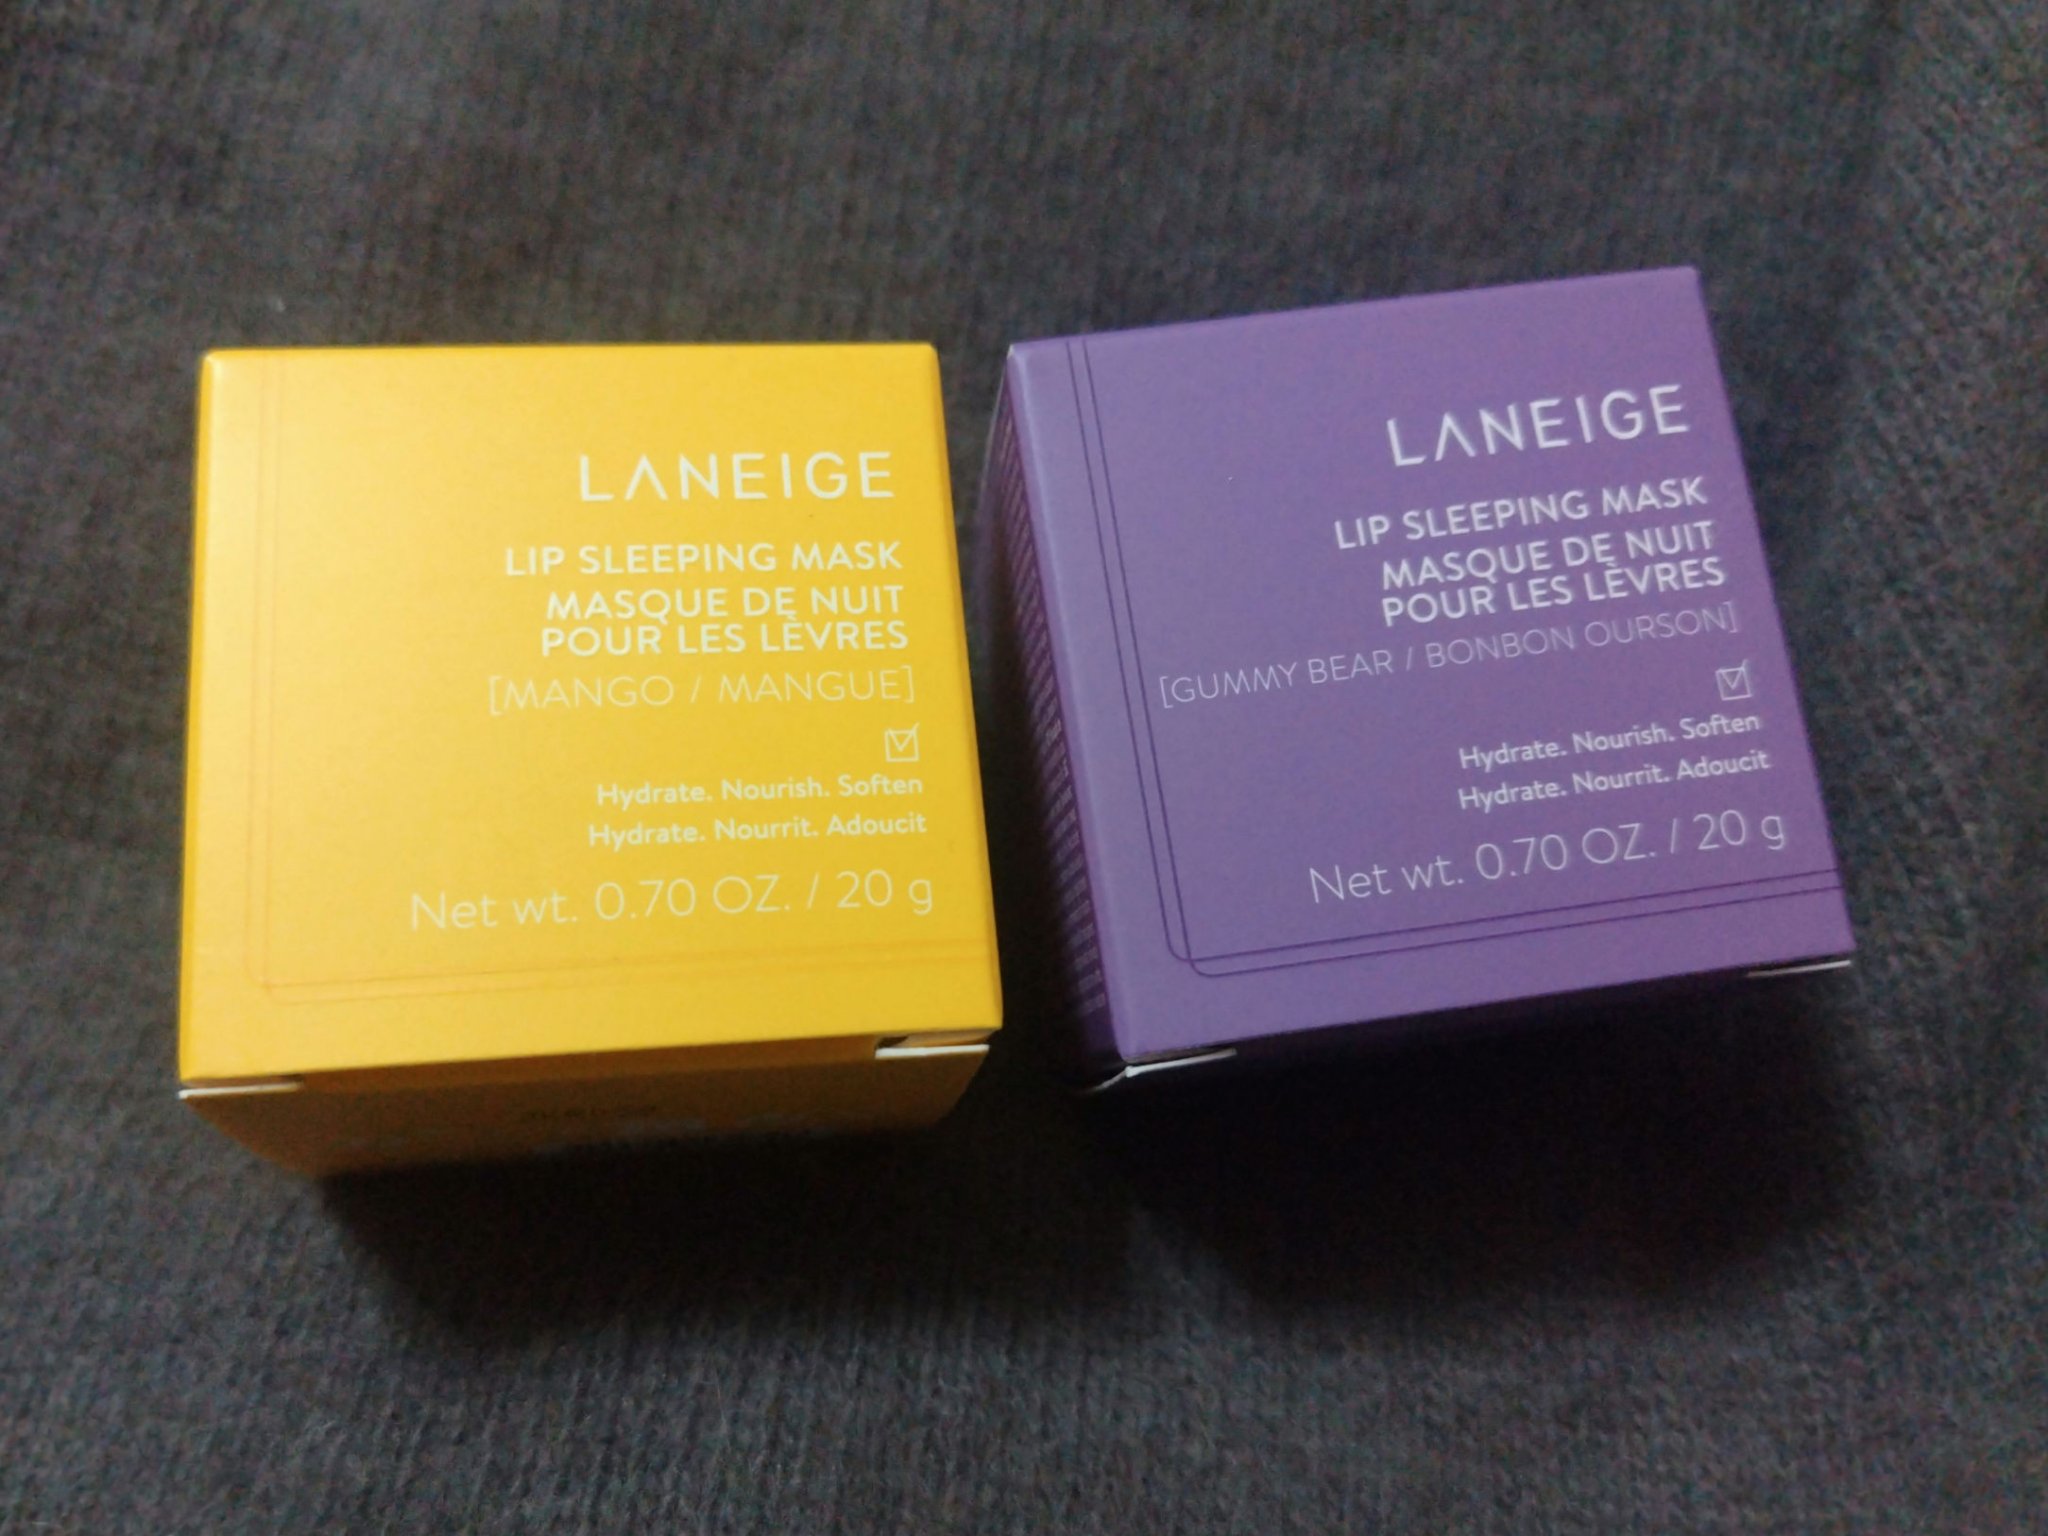 LANEIGE
LIP SLEEPING MASK
MASQUE DE NUIT
POUR LES LÈVRES
[MANGO / MANGUE]
Hydrate. Nourish. Soften
Hydrate. Nourrit. Adoucit
Net wt. 0.70 OZ. / 20 g
LANEIGE
LIP SLEEPING MASK
MASQUE DE NUIT
POUR LES LÈVRES
[GUMMY BEAR / BONBON OURSON]
Hydrate. Nourish. Soften
Hydrate. Nourrit. Adoucit
Net wt. 0.70 OZ. / 20 g